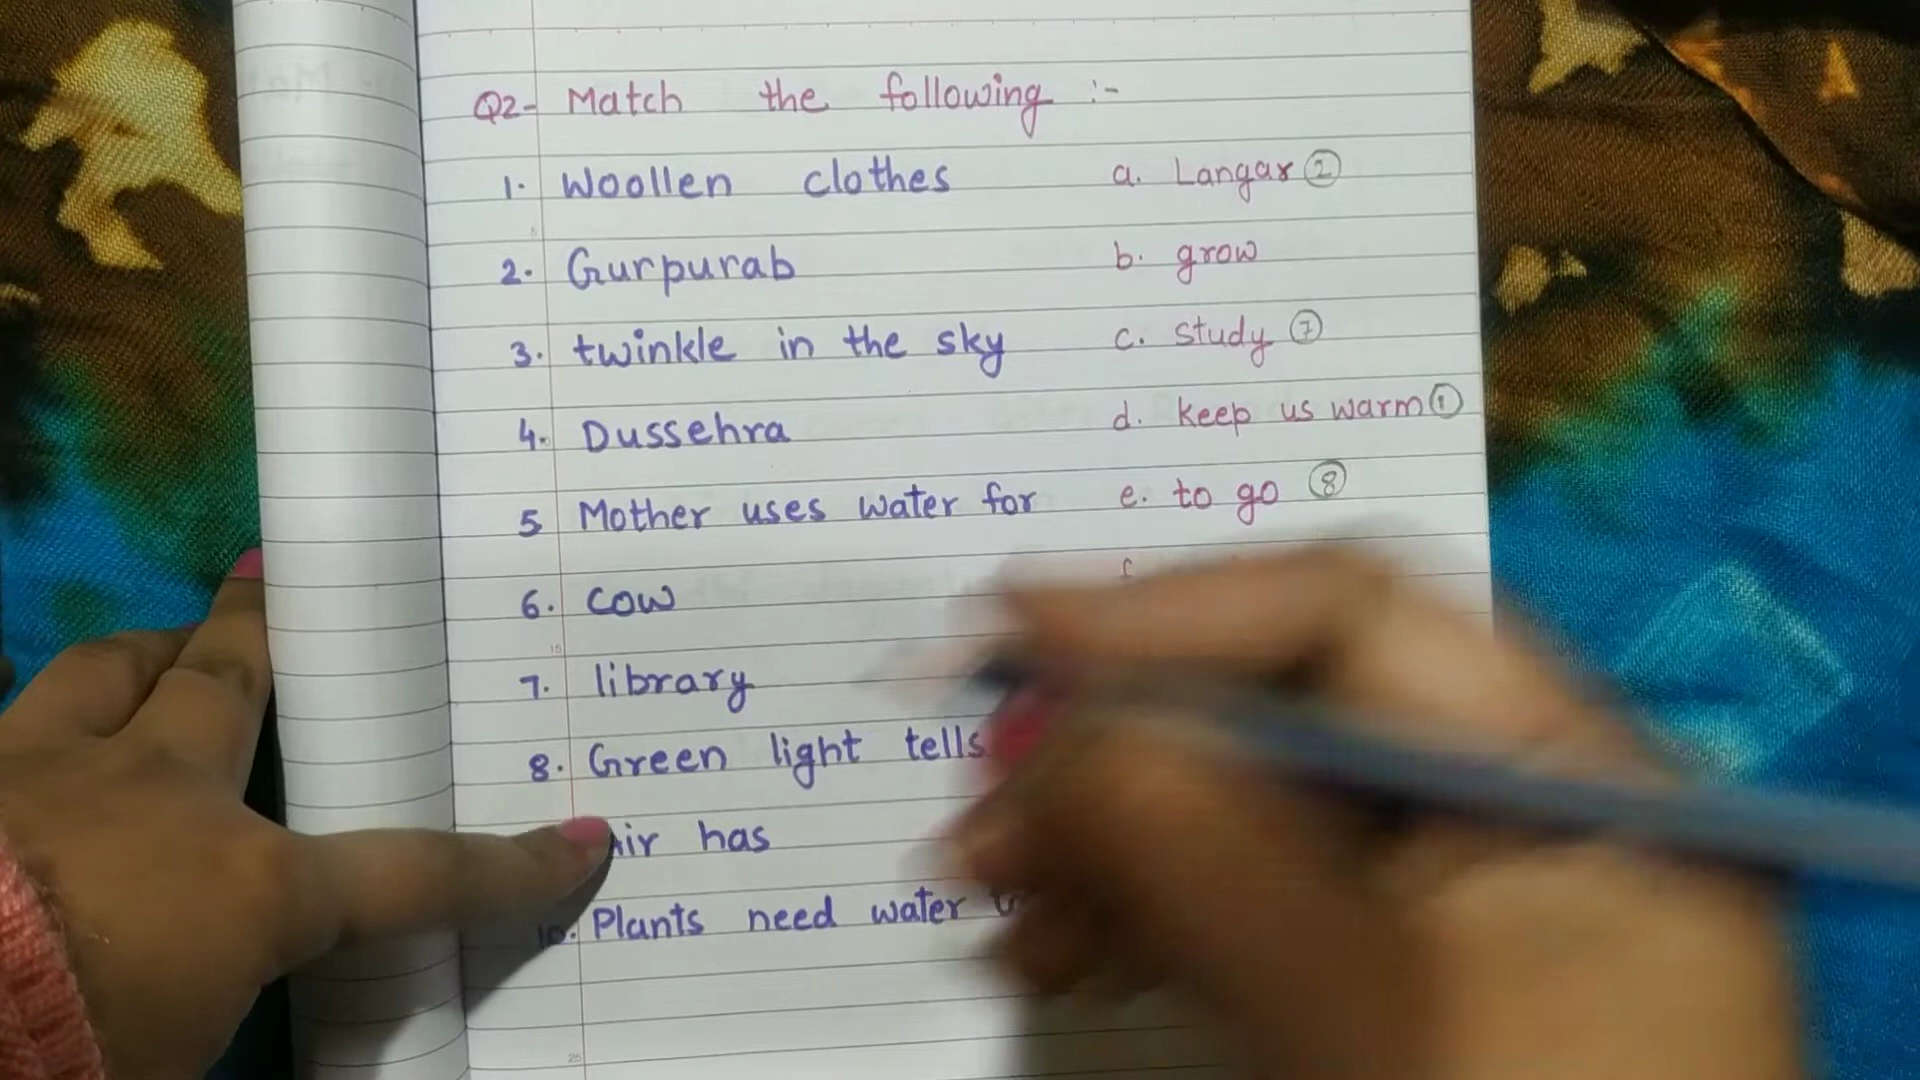 Q2- Match the following :-
1. Woollen clothes a. Langar ②
2. Gurpurab b. grow
3. twinkle in the sky c. study ⑦
4. Dussehra d. keep us warm ①
5 Mother uses water for e. to go ⑧
6. cow f.
7. library
8. Green light tells
Air has
10. Plants need water